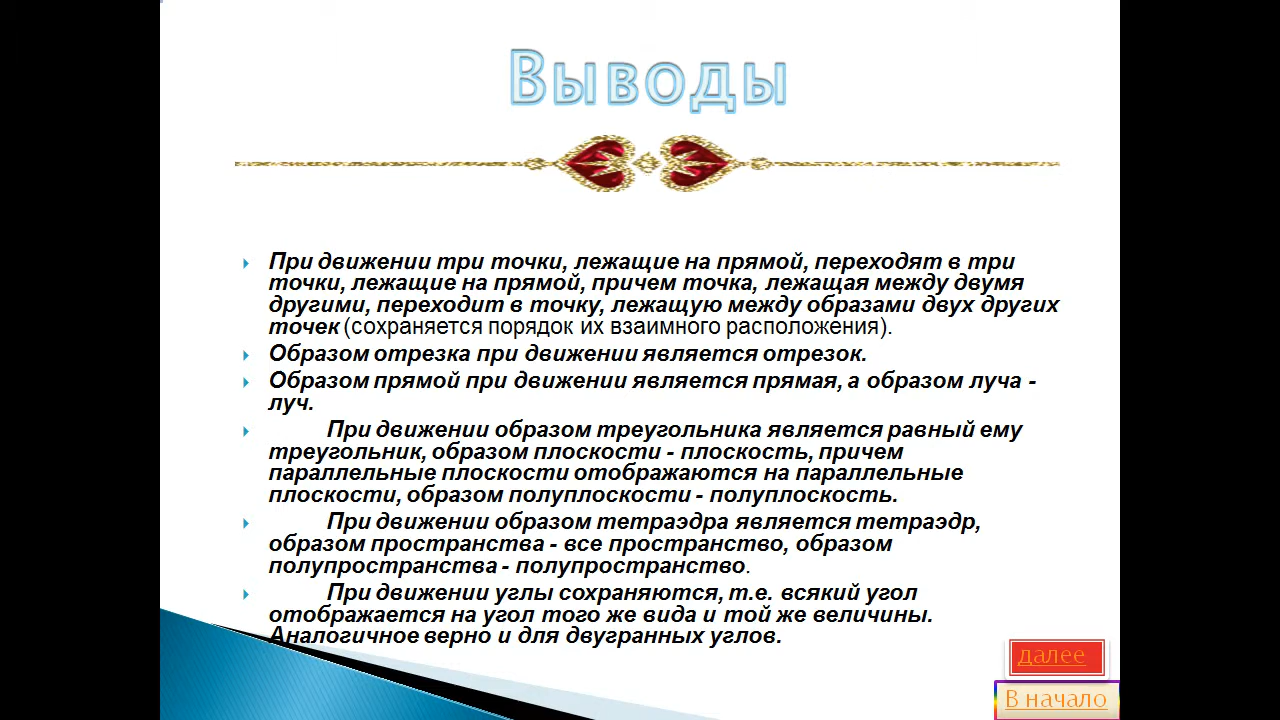 Выводы
При движении три точки, лежащие на прямой, переходят в три
точки, лежащие на прямой, причем точка, лежащая между двумя
другими, переходит в точку, лежащую между образами двух других
точек (сохраняется порядок их взаимного расположения).
Образом отрезка при движении является отрезок.
Образом прямой при движении является прямая, а образом луча -
луч.
При движении образом треугольника является равный ему
треугольник, образом плоскости - плоскость, причем
параллельные плоскости отображаются на параллельные
плоскости, образом полуплоскости - полуплоскость.
При движении образом тетраэдра является тетраэдр,
образом пространства - все пространство, образом
полупространства - полупространство.
При движении углы сохраняются, т.е. всякий угол
отображается на угол того же вида и той же величины.
Аналогичное верно и для двугранных углов.
далее
В начало